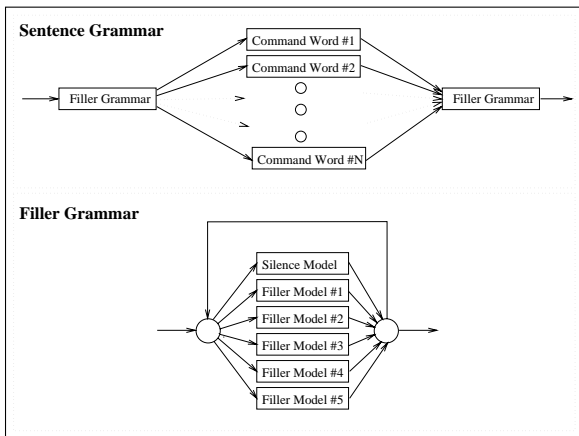 Sentence Grammar
Command Word #1
Command Word #2
Filler Grammar
Filler Grammar
Command Word #N
Filler Grammar
Silence Model
Filler Model #1
Filler Model #2
Filler Model #3
Filler Model #4
Filler Model #5